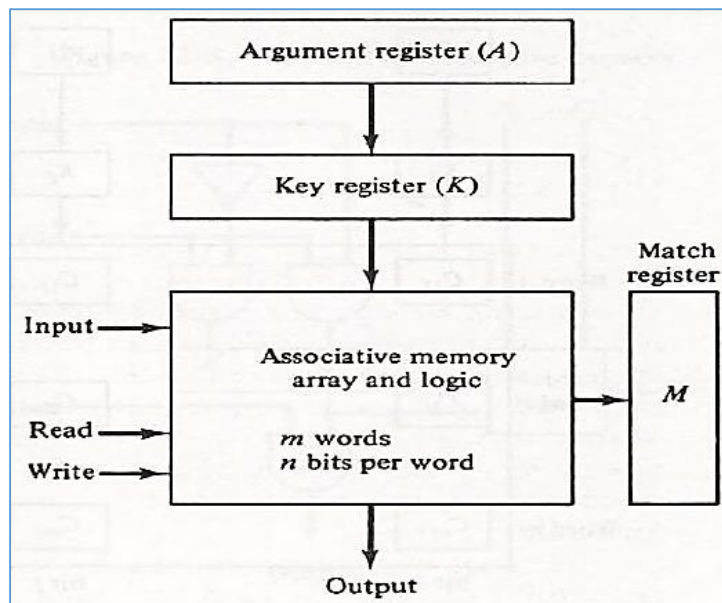 Argument register (A)
Key register (K)
Match
register
Input
Associative memory
array and logic
M
Read
m words
n bits per word
Write
Output